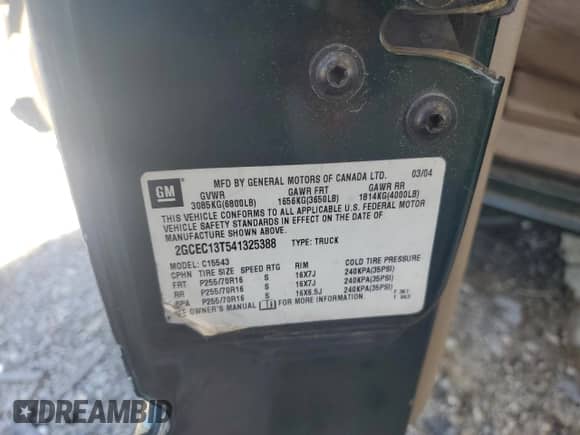 GM
MFD BY GENERAL MOTORS OF CANADA LTD. 03/04
GVWR GAWR FRT GAWR RR
3085KG(6800LB) 1656KG(3650LB) 1814KG(4000LB)
THIS VEHICLE CONFORMS TO ALL APPLICABLE U.S. FEDERAL MOTOR
VEHICLE SAFETY STANDARDS IN EFFECT ON THE DATE OF
MANUFACTURE SHOWN ABOVE.
2GCEC13T541325388 TYPE: TRUCK
MODEL: C15543
CPHN TIRE SIZE SPEED RTG RIM COLD TIRE PRESSURE
FRT P255/70R16 S 16X7J 240KPA(35PSI)
RR P255/70R16 S 16X7J 240KPA(35PSI)
SPA P255/70R16 S 16X6.5J 240KPA(35PSI)
SEE OWNER'S MANUAL FOR MORE INFORMATION.
DREAMBID